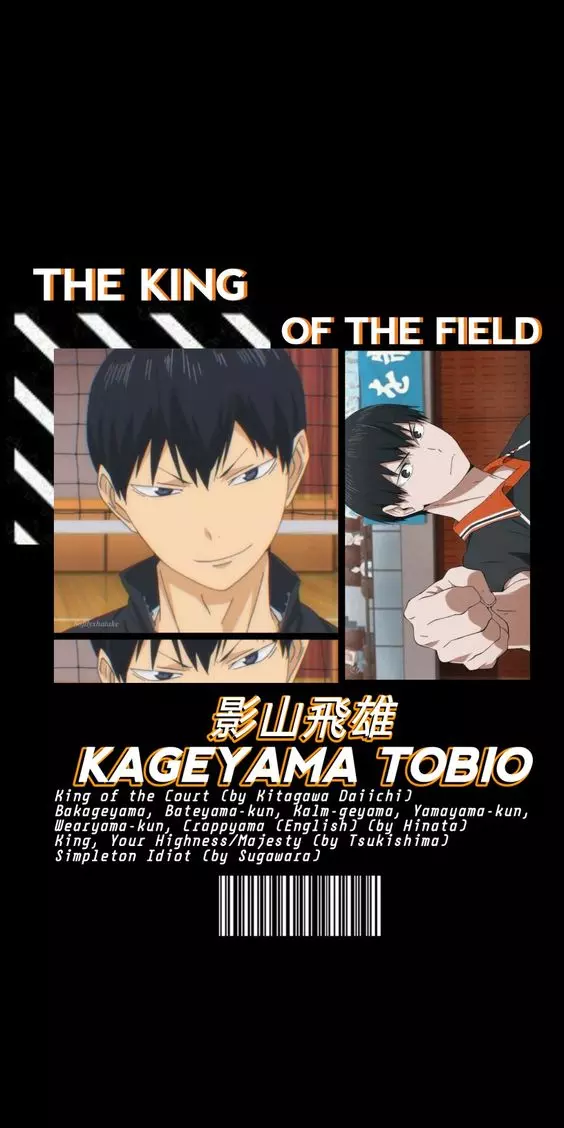 THE KING
OF THE FIELD
影山飛雄
KAGEYAMA TOBIO
King of the Court (by Kitagawa Daiichi)
Bakageyama, Bateyama-kun, Kalm-geyama, Yamayama-kun,
Wearyama-kun, Crappyama (English) (by Hinata)
King, Your Highness/Majesty (by Tsukishima)
Simpleton Idiot (by Sugawara)